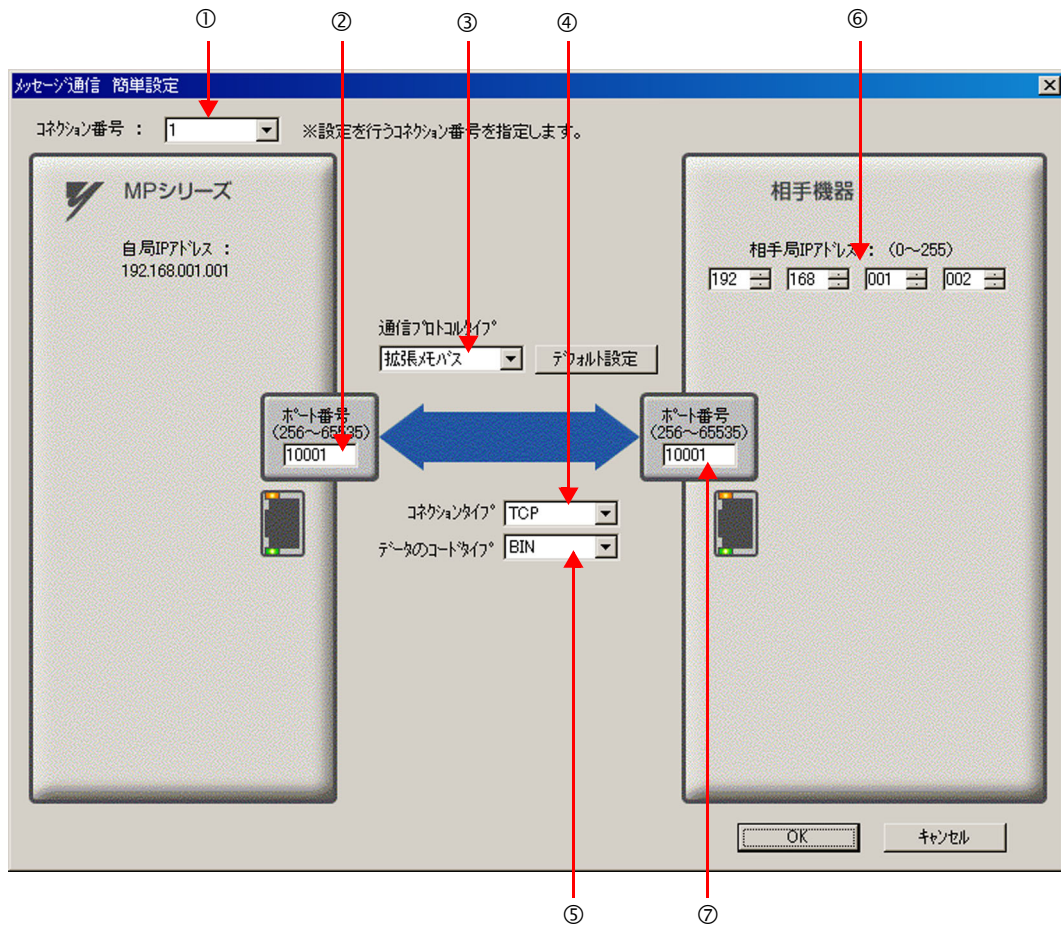 ① ② ③ ④ ⑥
メッセージ通信 簡単設定
コネクション番号 : 1 ※設定を行うコネクション番号を指定します。
MPシリーズ
自局IPアドレス :
192.168.001.001
相手機器
相手局IPアドレス : (0~255)
192 168 001 002
通信プロトコルタイプ
拡張メモバス デフォルト設定
ポート番号
(256~65535)
10001
ポート番号
(256~65535)
10001
コネクションタイプ TCP
データのコードタイプ BIN
OK キャンセル
⑤ ⑦